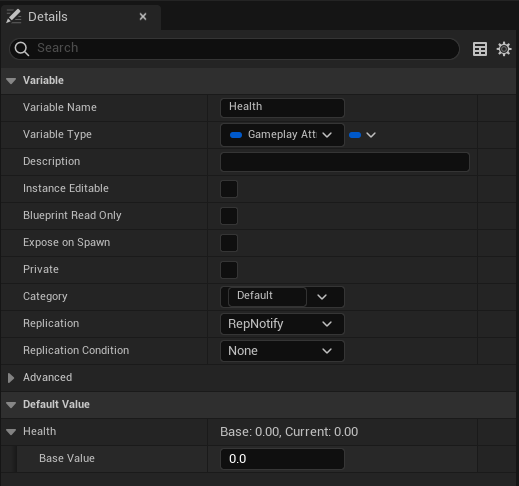 Details
Search
Variable
Variable Name Health
Variable Type Gameplay Att
Description
Instance Editable
Blueprint Read Only
Expose on Spawn
Private
Category Default
Replication RepNotify
Replication Condition None
Advanced
Default Value
Health Base: 0.00, Current: 0.00
Base Value 0.0